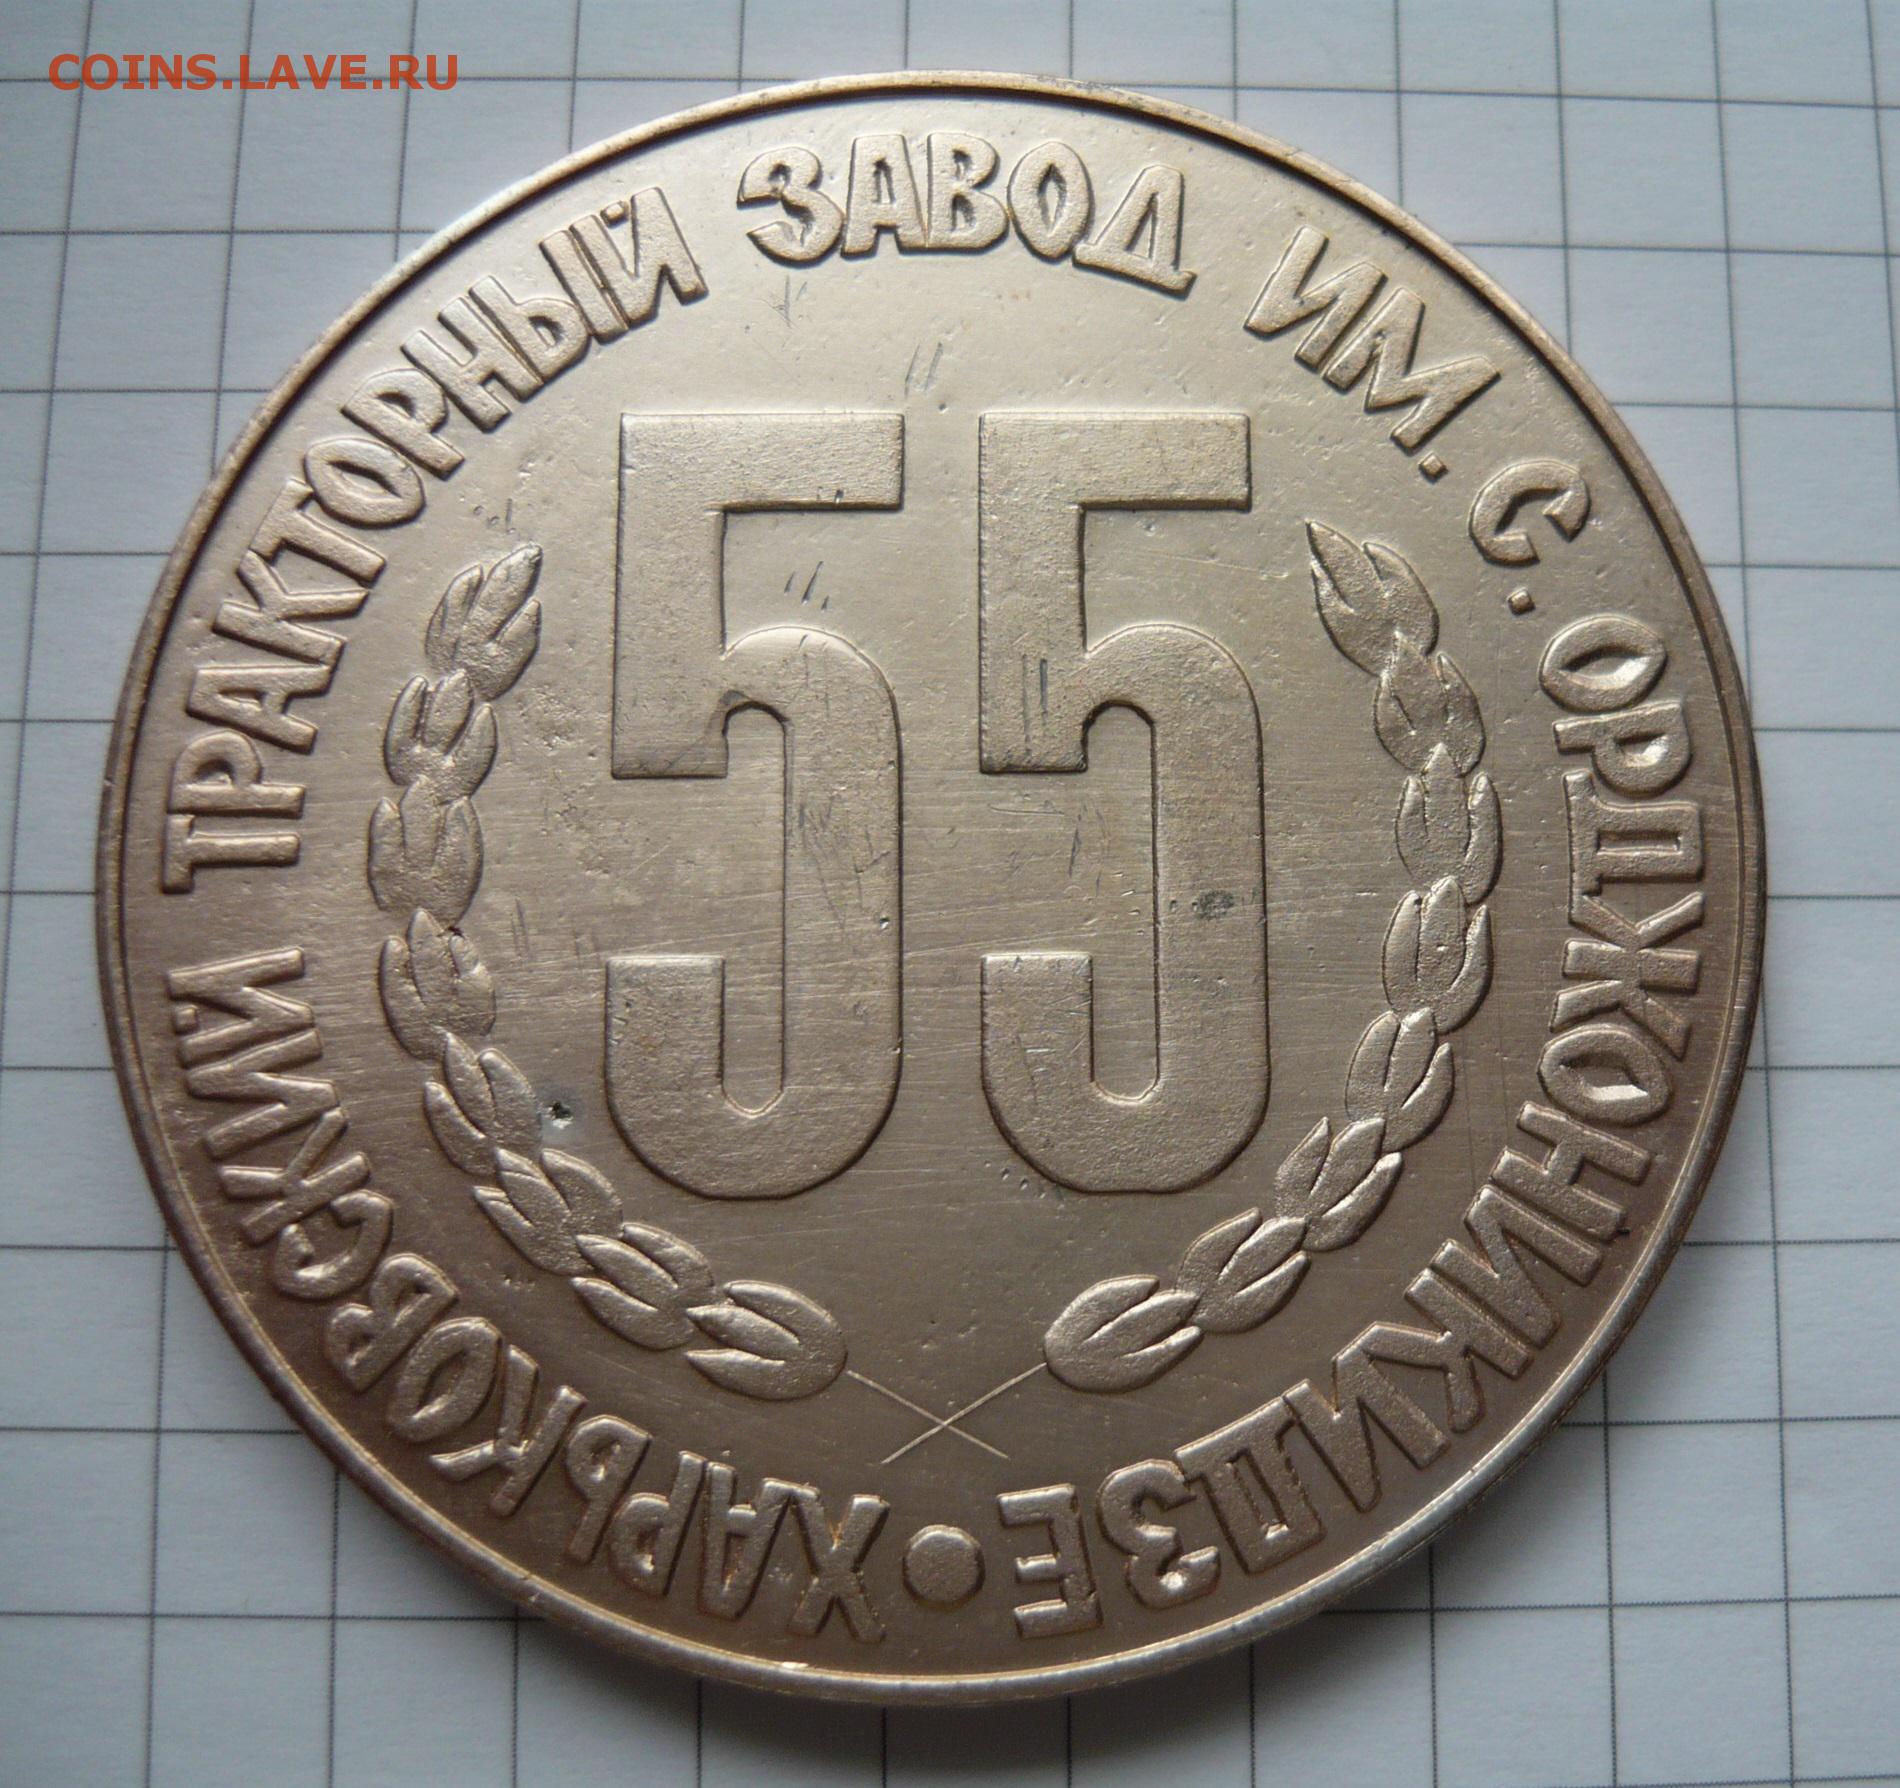 COINS.LAVE.RU
ХАРЬКОВСКИЙ ТРАКТОРНЫЙ ЗАВОД ИМ. С. ОРДЖОНИКИДЗЕ •
55